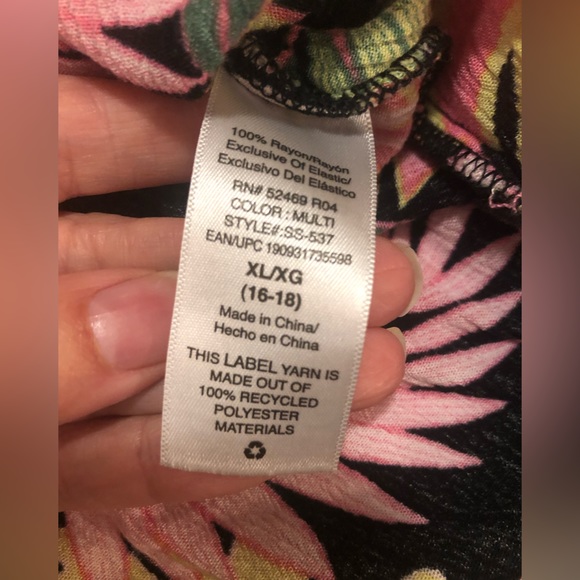 100% Rayon/Rayón
Exclusive Of Elastic/
Exclusivo Del Elástico
RN# 52469 R04
COLOR : MULTI
STYLE#:SS-537
EAN/UPC 190931735598
XL/XG
(16-18)
Made in China/
Hecho en China
THIS LABEL YARN IS
MADE OUT OF
100% RECYCLED
POLYESTER
MATERIALS